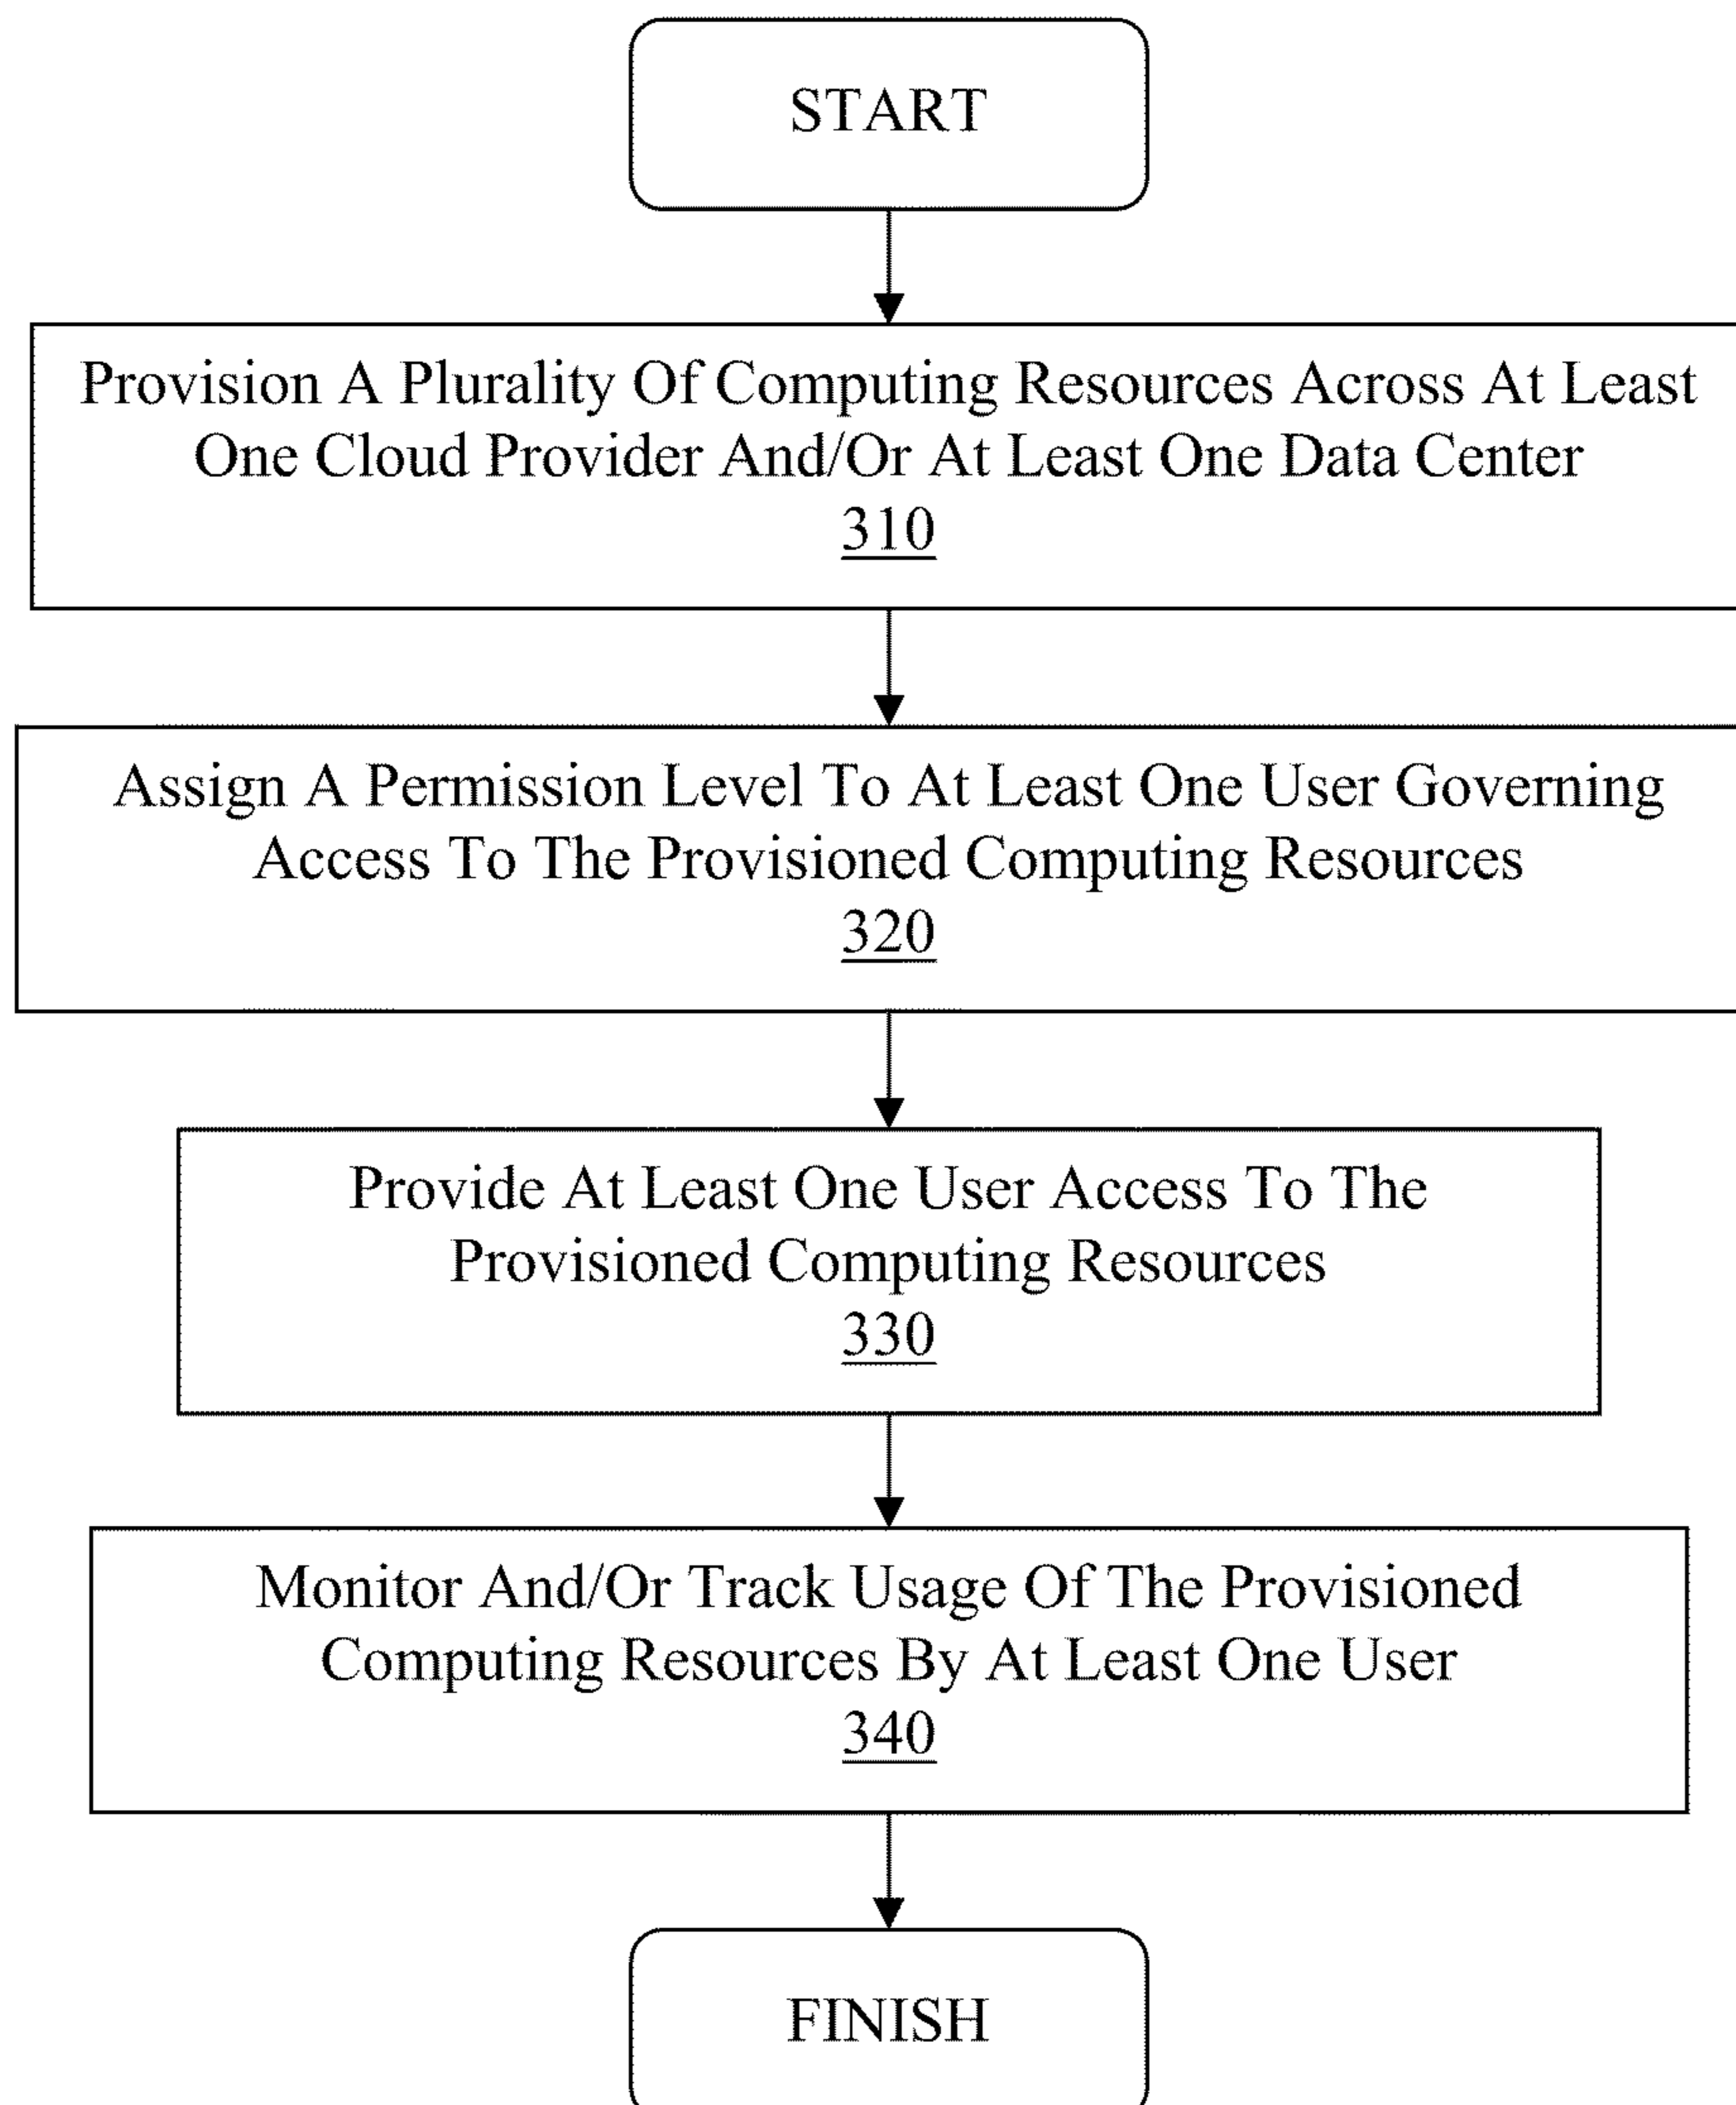 START
Provision A Plurality Of Computing Resources Across At Least
One Cloud Provider And/Or At Least One Data Center
310
Assign A Permission Level To At Least One User Governing
Access To The Provisioned Computing Resources
320
Provide At Least One User Access To The
Provisioned Computing Resources
330
Monitor And/Or Track Usage Of The Provisioned
Computing Resources By At Least One User
340
FINISH